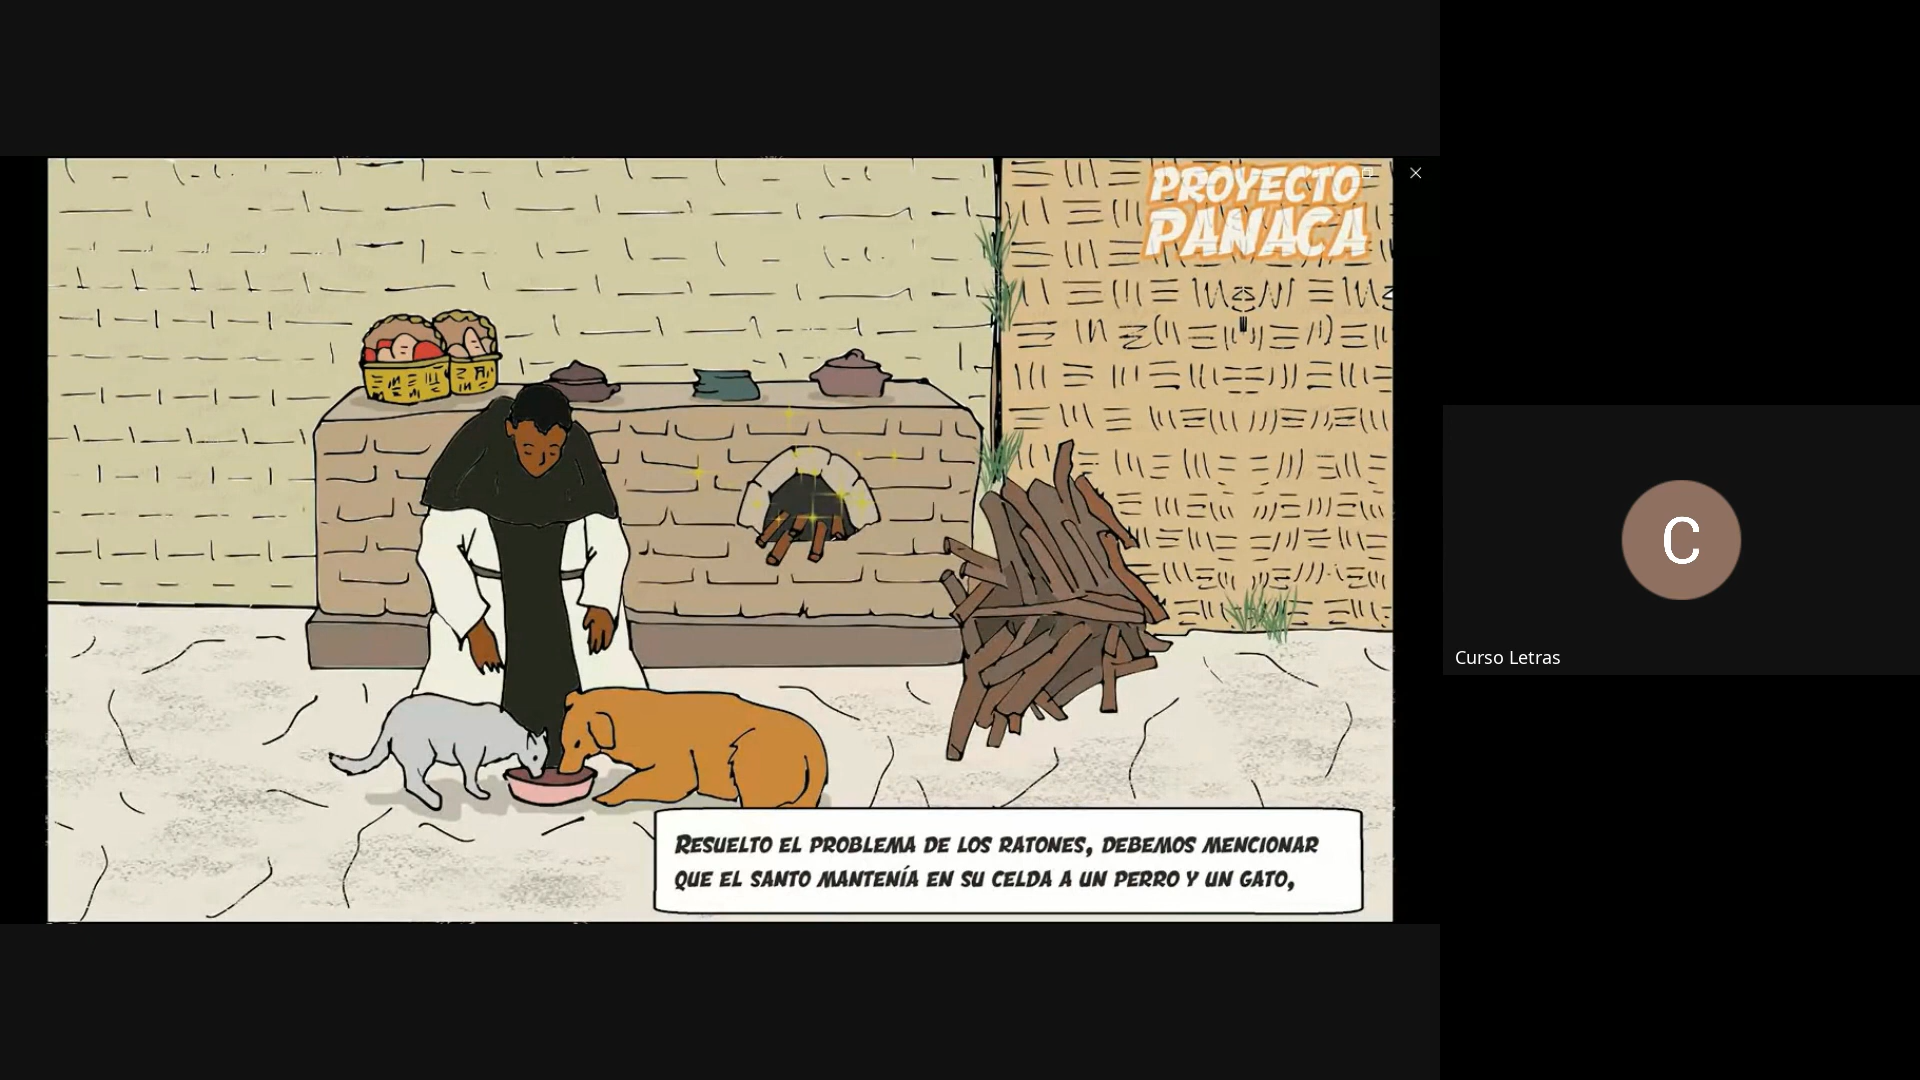 PROYECTO
PANACA
RESUELTO EL PROBLEMA DE LOS RATONES, DEBEMOS MENCIONAR
QUE EL SANTO MANTENÍA EN SU CELDA A UN PERRO Y UN GATO,
C
Curso Letras